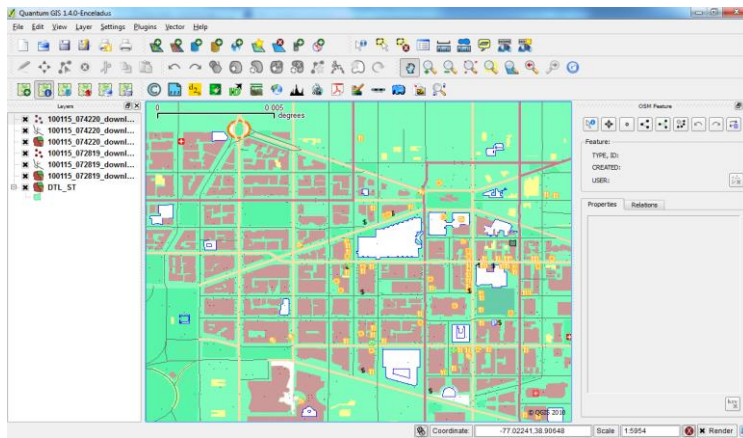 Quantum GIS 1.4.0-Enceladus
File Edit View Layer Settings Plugins Vector Help
Layers
100115_074220_downl...
100115_074220_downl...
100115_074220_downl...
100115_072819_downl...
100115_072819_downl...
100115_072819_downl...
DTL_ST
0 0.005
degrees
© QGIS 2010
OSM Feature
Feature:
TYPE, ID:
CREATED:
USER:
Properties Relations
Coordinate: -77.02241,38.90648 Scale 1:5954 Render